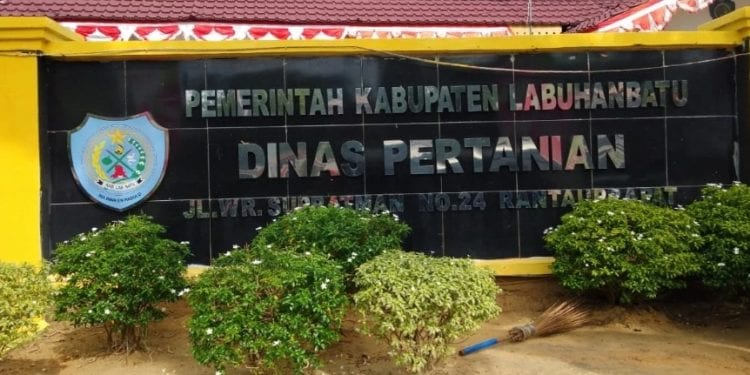 PEMERINTAH KABUPATEN LABUHANBATU
DINAS PERTANIAN
JL.WR. SUPRATMAN NO.24 RANTAUPRAPAT